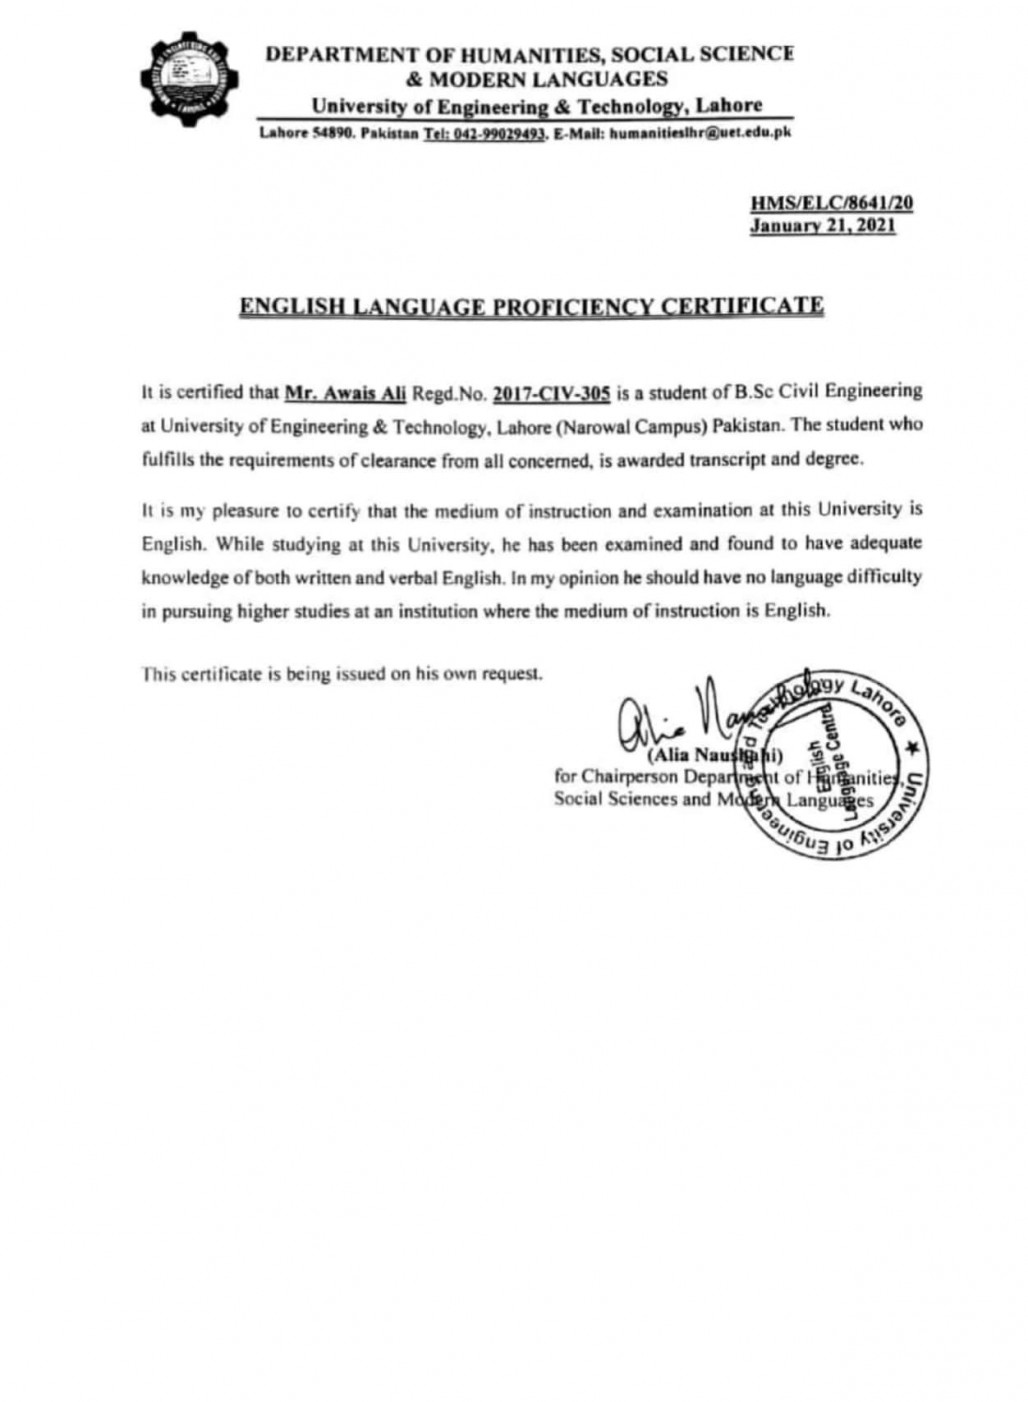 DEPARTMENT OF HUMANITIES, SOCIAL SCIENCE
& MODERN LANGUAGES
University of Engineering & Technology, Lahore
Lahore 54890. Pakistan Tel: 042-99029493. E-Mail: humanitieslhr@uet.edu.pk
HMS/ELC/8641/20
January 21, 2021
ENGLISH LANGUAGE PROFICIENCY CERTIFICATE
It is certified that Mr. Awais Ali Regd.No. 2017-CIV-305 is a student of B.Sc Civil Engineering
at University of Engineering & Technology, Lahore (Narowal Campus) Pakistan. The student who
fulfills the requirements of clearance from all concerned, is awarded transcript and degree.
It is my pleasure to certify that the medium of instruction and examination at this University is
English. While studying at this University, he has been examined and found to have adequate
knowledge of both written and verbal English. In my opinion he should have no language difficulty
in pursuing higher studies at an institution where the medium of instruction is English.
This certificate is being issued on his own request.
(Alia Naushahi)
for Chairperson Department of Humanities,
Social Sciences and Modern Languages
University of Engineering and Technology Lahore
English
Language Centre